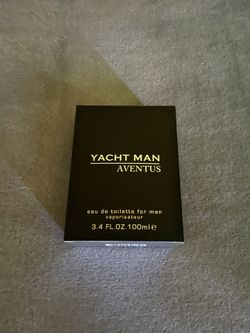 YACHT MAN
AVENTUS
eau de toilette for men
vaporisateur
3.4 FL.OZ.100ml e